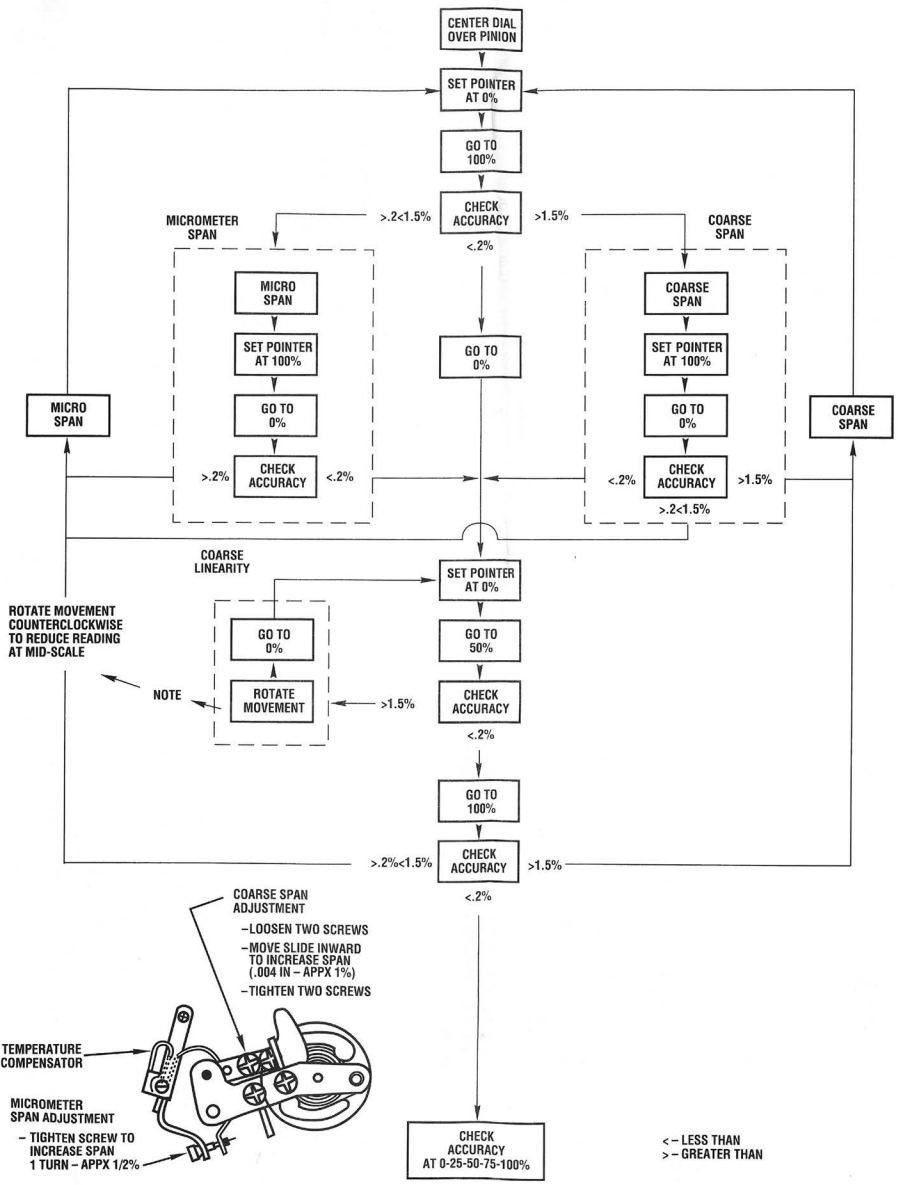 CENTER DIAL
OVER PINION
SET POINTER
AT 0%
GO TO
100%
CHECK
ACCURACY
>.2<1.5%
>1.5%
<.2%
MICROMETER
SPAN
COARSE
SPAN
MICRO
SPAN
SET POINTER
AT 100%
GO TO
0%
CHECK
ACCURACY
>.2%
<.2%
GO TO
0%
COARSE
SPAN
SET POINTER
AT 100%
GO TO
0%
CHECK
ACCURACY
<.2%
>1.5%
>.2<1.5%
MICRO
SPAN
COARSE
SPAN
COARSE
LINEARITY
SET POINTER
AT 0%
GO TO
50%
CHECK
ACCURACY
>1.5%
<.2%
GO TO
0%
ROTATE
MOVEMENT
NOTE
ROTATE MOVEMENT
COUNTERCLOCKWISE
TO REDUCE READING
AT MID-SCALE
GO TO
100%
CHECK
ACCURACY
>.2%<1.5%
>1.5%
<.2%
COARSE SPAN
ADJUSTMENT
–LOOSEN TWO SCREWS
–MOVE SLIDE INWARD
TO INCREASE SPAN
(.004 IN – APPX 1%)
–TIGHTEN TWO SCREWS
TEMPERATURE
COMPENSATOR
MICROMETER
SPAN ADJUSTMENT
– TIGHTEN SCREW TO
INCREASE SPAN
1 TURN – APPX 1/2%
CHECK
ACCURACY
AT 0-25-50-75-100%
< – LESS THAN
> – GREATER THAN